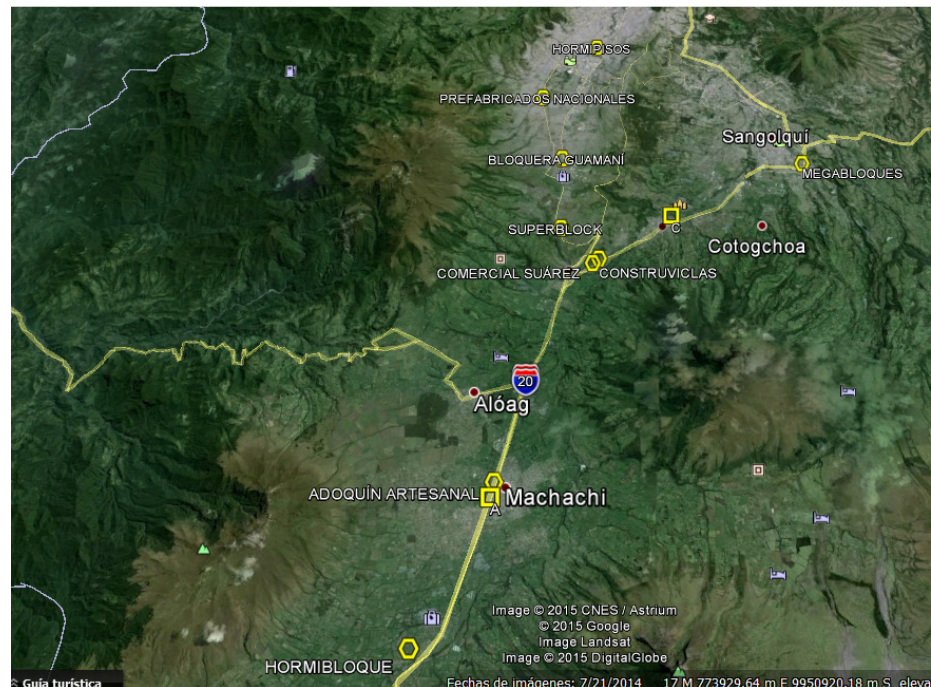 HORMIPISOS
PREFABRICADOS NACIONALES
Sangolquí
BLOQUERA GUAMANÍ
MEGABLOQUES
SUPERBLOCK
C
Cotogchoa
COMERCIAL SUÁREZ
CONSTRUVICLAS
20
Alóag
ADOQUÍN ARTESANAL
Machachi
A
Image © 2015 CNES / Astrium
© 2015 Google
Image Landsat
Image © 2015 DigitalGlobe
HORMIBLOQUE
Guía turística
Fechas de imágenes: 7/21/2014 17 M 773929.64 m E 9950920.18 m S eleva